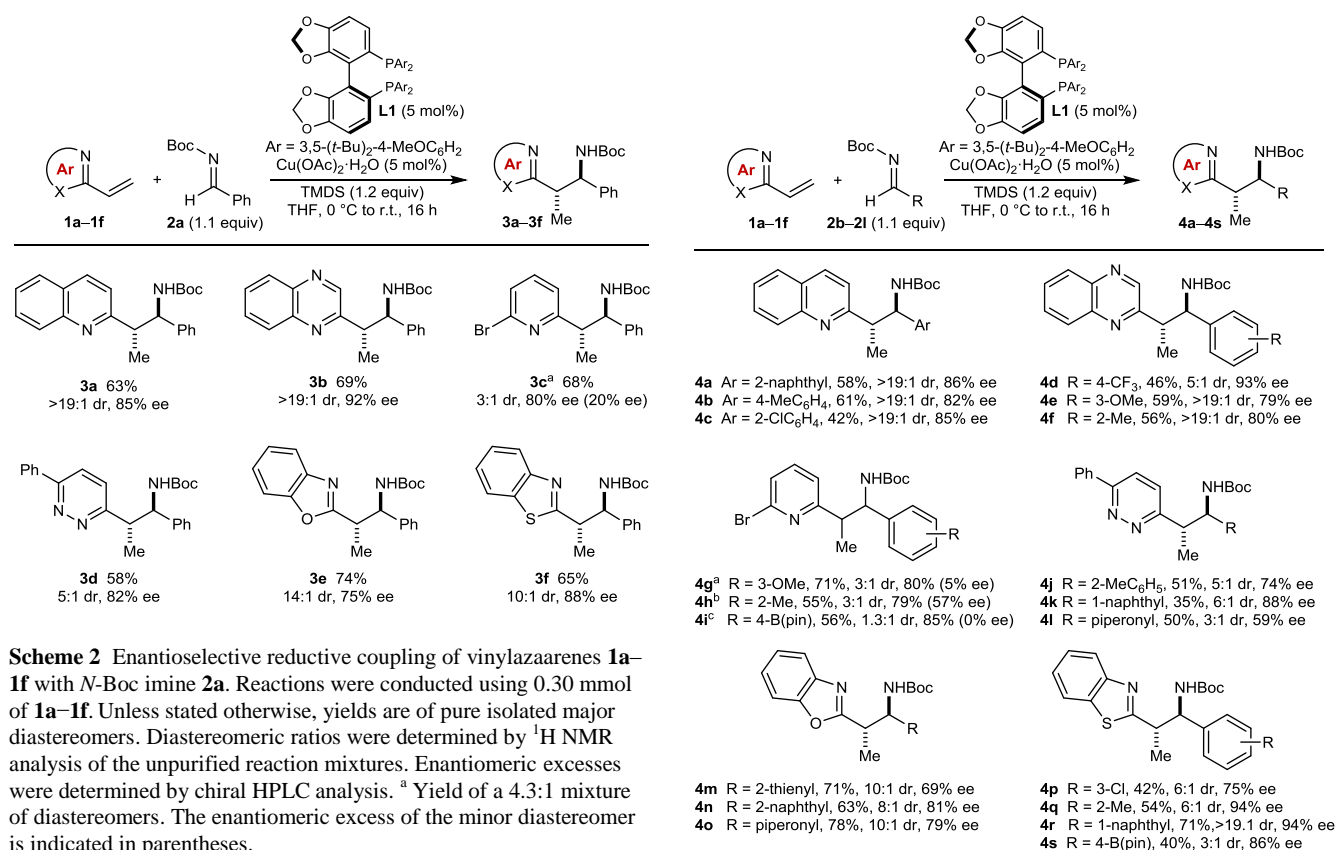 O
O
PAr2
PAr2
O
O
L1 (5 mol%)
Ar = 3,5-(t-Bu)2-4-MeOC6H2
Cu(OAc)2·H2O (5 mol%)
TMDS (1.2 equiv)
THF, 0 °C to r.t., 16 h
Ar
N
X
1a–1f
+
Boc
N
H
Ph
2a (1.1 equiv)
Ar
N
X
NHBoc
Ph
Me
3a–3f
N
NHBoc
Ph
Me
3a 63%
>19:1 dr, 85% ee
N
N
NHBoc
Ph
Me
3b 69%
>19:1 dr, 92% ee
Br
N
NHBoc
Ph
Me
3ca 68%
3:1 dr, 80% ee (20% ee)
Ph
N
N
NHBoc
Ph
Me
3d 58%
5:1 dr, 82% ee
N
O
NHBoc
Ph
Me
3e 74%
14:1 dr, 75% ee
N
S
NHBoc
Ph
Me
3f 65%
10:1 dr, 88% ee
Scheme 2 Enantioselective reductive coupling of vinylazaarenes 1a–
1f with N-Boc imine 2a. Reactions were conducted using 0.30 mmol
of 1a−1f. Unless stated otherwise, yields are of pure isolated major
diastereomers. Diastereomeric ratios were determined by 1H NMR
analysis of the unpurified reaction mixtures. Enantiomeric excesses
were determined by chiral HPLC analysis. a Yield of a 4.3:1 mixture
of diastereomers. The enantiomeric excess of the minor diastereomer
is indicated in parentheses.
O
O
PAr2
PAr2
O
O
L1 (5 mol%)
Ar = 3,5-(t-Bu)2-4-MeOC6H2
Cu(OAc)2·H2O (5 mol%)
TMDS (1.2 equiv)
THF, 0 °C to r.t., 16 h
Ar
N
X
1a–1f
+
Boc
N
H
R
2b–2l (1.1 equiv)
Ar
N
X
NHBoc
R
Me
4a–4s
N
NHBoc
Ar
Me
4a Ar = 2-naphthyl, 58%, >19:1 dr, 86% ee
4b Ar = 4-MeC6H4, 61%, >19:1 dr, 82% ee
4c Ar = 2-ClC6H4, 42%, >19:1 dr, 85% ee
N
N
NHBoc
Me
R
4d R = 4-CF3, 46%, 5:1 dr, 93% ee
4e R = 3-OMe, 59%, >19:1 dr, 79% ee
4f R = 2-Me, 56%, >19:1 dr, 80% ee
Br
N
NHBoc
Me
R
4ga R = 3-OMe, 71%, 3:1 dr, 80% (5% ee)
4hb R = 2-Me, 55%, 3:1 dr, 79% (57% ee)
4ic R = 4-B(pin), 56%, 1.3:1 dr, 85% (0% ee)
Ph
N
N
NHBoc
R
Me
4j R = 2-MeC6H5, 51%, 5:1 dr, 74% ee
4k R = 1-naphthyl, 35%, 6:1 dr, 88% ee
4l R = piperonyl, 50%, 3:1 dr, 59% ee
N
O
NHBoc
R
Me
4m R = 2-thienyl, 71%, 10:1 dr, 69% ee
4n R = 2-naphthyl, 63%, 8:1 dr, 81% ee
4o R = piperonyl, 78%, 10:1 dr, 79% ee
N
S
NHBoc
Me
R
4p R = 3-Cl, 42%, 6:1 dr, 75% ee
4q R = 2-Me, 54%, 6:1 dr, 94% ee
4r R = 1-naphthyl, 71%,>19.1 dr, 94% ee
4s R = 4-B(pin), 40%, 3:1 dr, 86% ee